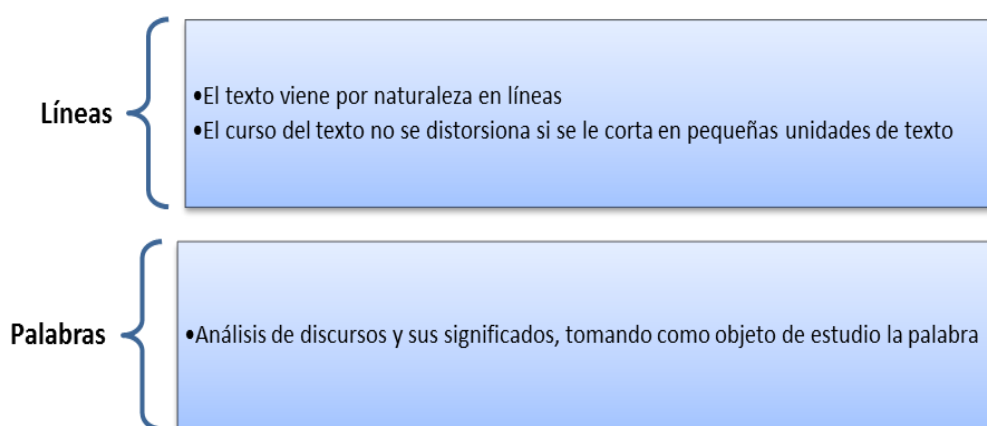 Líneas
•El texto viene por naturaleza en líneas
•El curso del texto no se distorsiona si se le corta en pequeñas unidades de texto
Palabras
•Análisis de discursos y sus significados, tomando como objeto de estudio la palabra